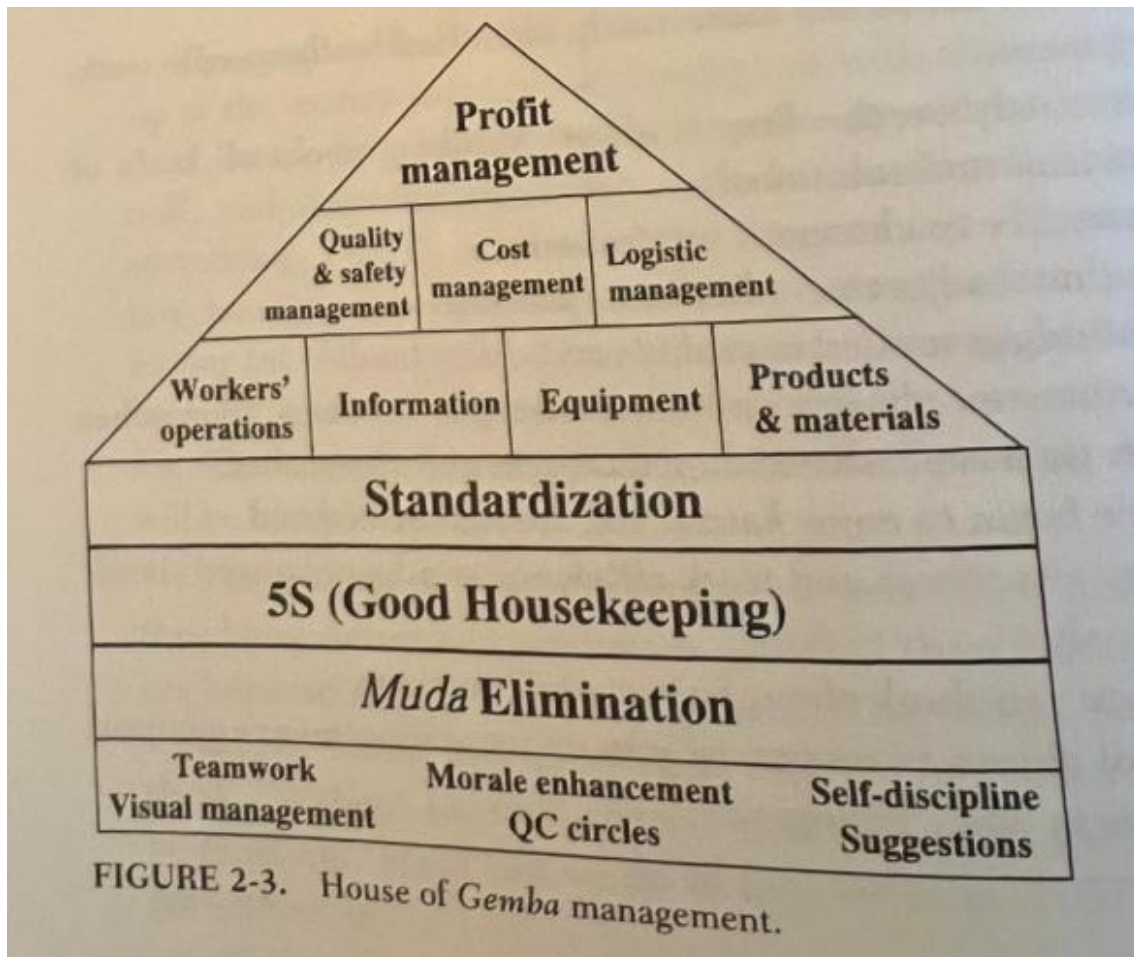 Profit
management
Quality
& safety
management
Cost
management
Logistic
management
Workers'
operations
Information
Equipment
Products
& materials
Standardization
5S (Good Housekeeping)
Muda Elimination
Teamwork
Visual management
Morale enhancement
QC circles
Self-discipline
Suggestions
FIGURE 2-3. House of Gemba management.